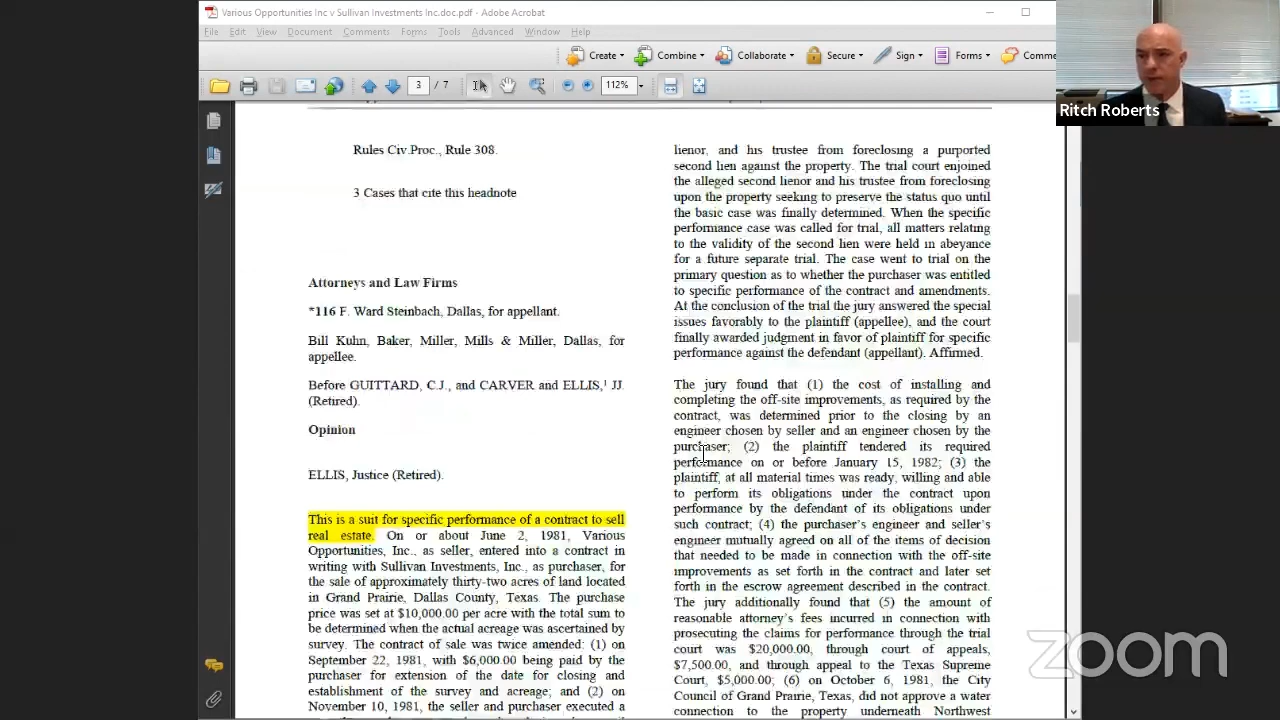 Various Opportunities Inc v Sullivan Investments Inc.doc.pdf - Adobe Acrobat
File Edit View Document Comments Forms Tools Advanced Window Help
Create Combine Collaborate Secure Sign Forms Comme
3 / 7 112%
Ritch Roberts
Rules Civ.Proc., Rule 308.
3 Cases that cite this headnote
Attorneys and Law Firms
*116 F. Ward Steinbach, Dallas, for appellant.
Bill Kuhn, Baker, Miller, Mills & Miller, Dallas, for
appellee.
Before GUITTARD, C.J., and CARVER and ELLIS,¹ JJ.
(Retired).
Opinion
ELLIS, Justice (Retired).
This is a suit for specific performance of a contract to sell
real estate. On or about June 2, 1981, Various
Opportunities, Inc., as seller, entered into a contract in
writing with Sullivan Investments, Inc., as purchaser, for
the sale of approximately thirty-two acres of land located
in Grand Prairie, Dallas County, Texas. The purchase
price was set at $10,000.00 per acre with the total sum to
be determined when the actual acreage was ascertained by
survey. The contract of sale was twice amended: (1) on
September 22, 1981, with $6,000.00 being paid by the
purchaser for extension of the date for closing and
establishment of the survey and acreage; and (2) on
November 10, 1981, the seller and purchaser executed a
lienor, and his trustee from foreclosing a purported
second lien against the property. The trial court enjoined
the alleged second lienor and his trustee from foreclosing
upon the property seeking to preserve the status quo until
the basic case was finally determined. When the specific
performance case was called for trial, all matters relating
to the validity of the second lien were held in abeyance
for a future separate trial. The case went to trial on the
primary question as to whether the purchaser was entitled
to specific performance of the contract and amendments.
At the conclusion of the trial the jury answered the special
issues favorably to the plaintiff (appellee), and the court
finally awarded judgment in favor of plaintiff for specific
performance against the defendant (appellant). Affirmed.
The jury found that (1) the cost of installing and
completing the off-site improvements, as required by the
contract, was determined prior to the closing by an
engineer chosen by seller and an engineer chosen by the
purchaser; (2) the plaintiff tendered its required
performance on or before January 15, 1982; (3) the
plaintiff, at all material times was ready, willing and able
to perform its obligations under the contract upon
performance by the defendant of its obligations under
such contract; (4) the purchaser's engineer and seller's
engineer mutually agreed on all of the items of decision
that needed to be made in connection with the off-site
improvements as set forth in the contract and later set
forth in the escrow agreement described in the contract.
The jury additionally found that (5) the amount of
reasonable attorney's fees incurred in connection with
prosecuting the claims for performance through the trial
court was $20,000.00, through court of appeals,
$7,500.00, and through appeal to the Texas Supreme
Court, $5,000.00; (6) on October 6, 1981, the City
Council of Grand Prairie, Texas, did not approve a water
connection to the property underneath Northwest
zoom